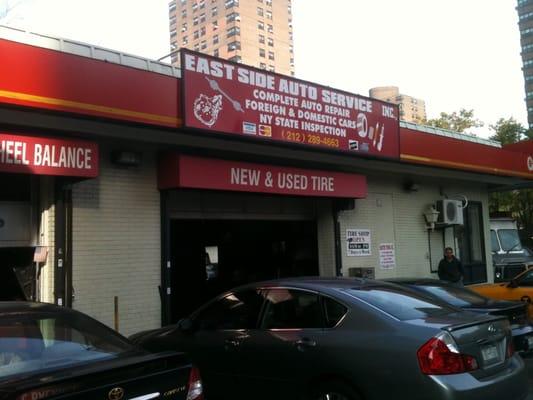 EAST SIDE AUTO SERVICE INC.
COMPLETE AUTO REPAIR
FOREIGN & DOMESTIC CARS
NY STATE INSPECTION
(212) 289-4663
HEEL BALANCE
NEW & USED TIRE
TIRE SHOP
OPEN